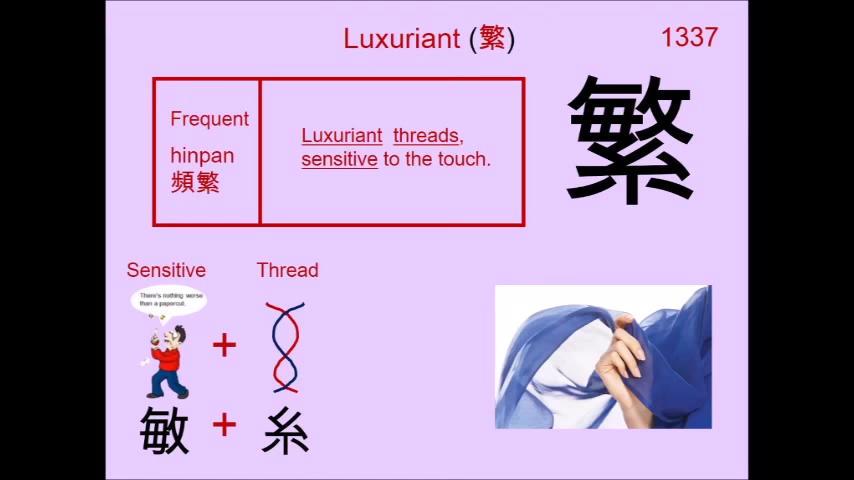 Luxuriant (繁)
1337
Frequent
hinpan
頻繁
Luxuriant threads,
sensitive to the touch.
繁
Sensitive
Thread
There's nothing worse
than a papercut.
+
敏 + 糸